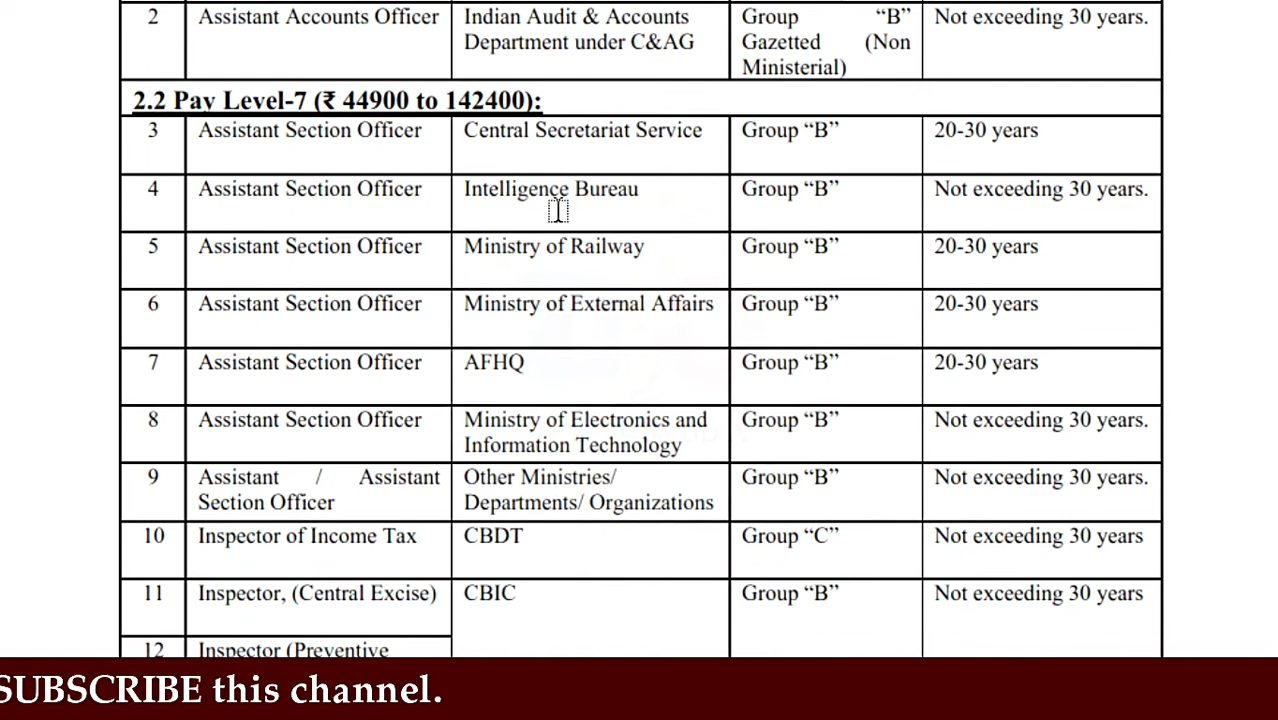 2 Assistant Accounts Officer Indian Audit & Accounts Department under C&AG Group “B” Gazetted (Non Ministerial) Not exceeding 30 years.
2.2 Pay Level-7 (₹ 44900 to 142400):
3 Assistant Section Officer Central Secretariat Service Group “B” 20-30 years
4 Assistant Section Officer Intelligence Bureau Group “B” Not exceeding 30 years.
5 Assistant Section Officer Ministry of Railway Group “B” 20-30 years
6 Assistant Section Officer Ministry of External Affairs Group “B” 20-30 years
7 Assistant Section Officer AFHQ Group “B” 20-30 years
8 Assistant Section Officer Ministry of Electronics and Information Technology Group “B” Not exceeding 30 years.
9 Assistant / Assistant Section Officer Other Ministries/ Departments/ Organizations Group “B” Not exceeding 30 years.
10 Inspector of Income Tax CBDT Group “C” Not exceeding 30 years
11 Inspector, (Central Excise) CBIC Group “B” Not exceeding 30 years
12 Inspector (Preventive
SUBSCRIBE this channel.